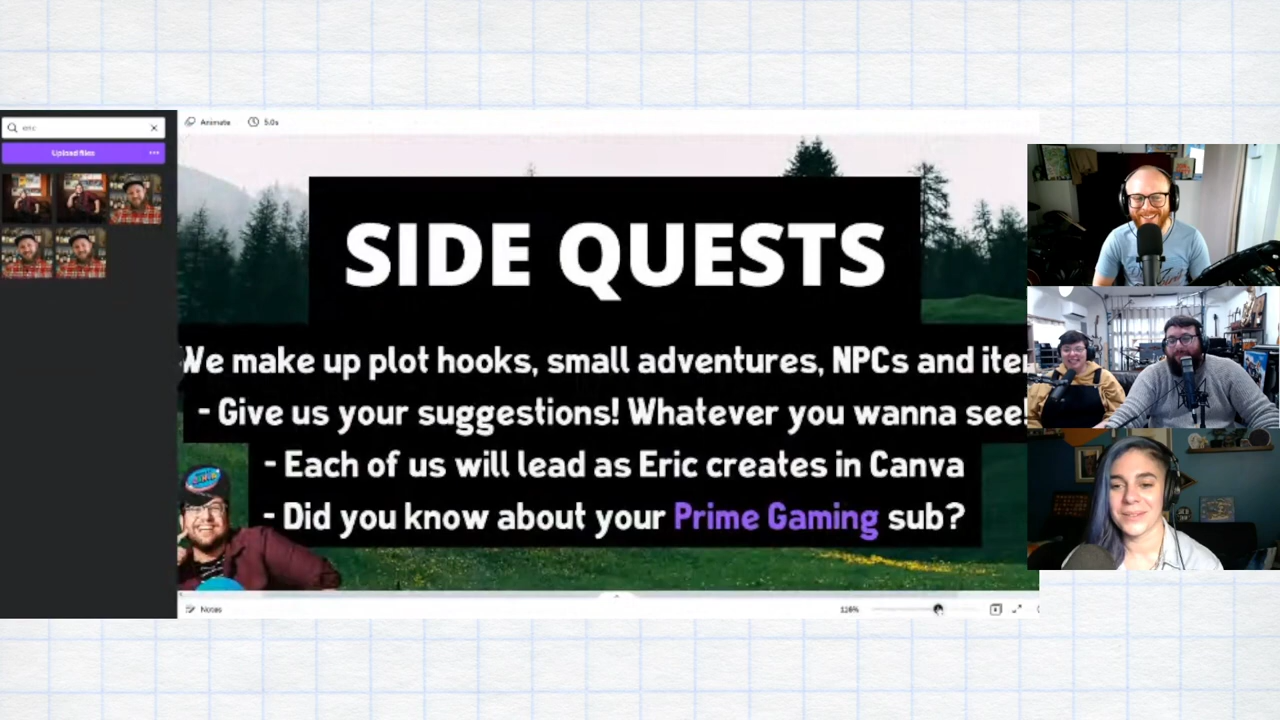 eric
Upload files
Animate
5.0s
SIDE QUESTS
We make up plot hooks, small adventures, NPCs and iter
- Give us your suggestions! Whatever you wanna see!
- Each of us will lead as Eric creates in Canva
- Did you know about your Prime Gaming sub?
Notes